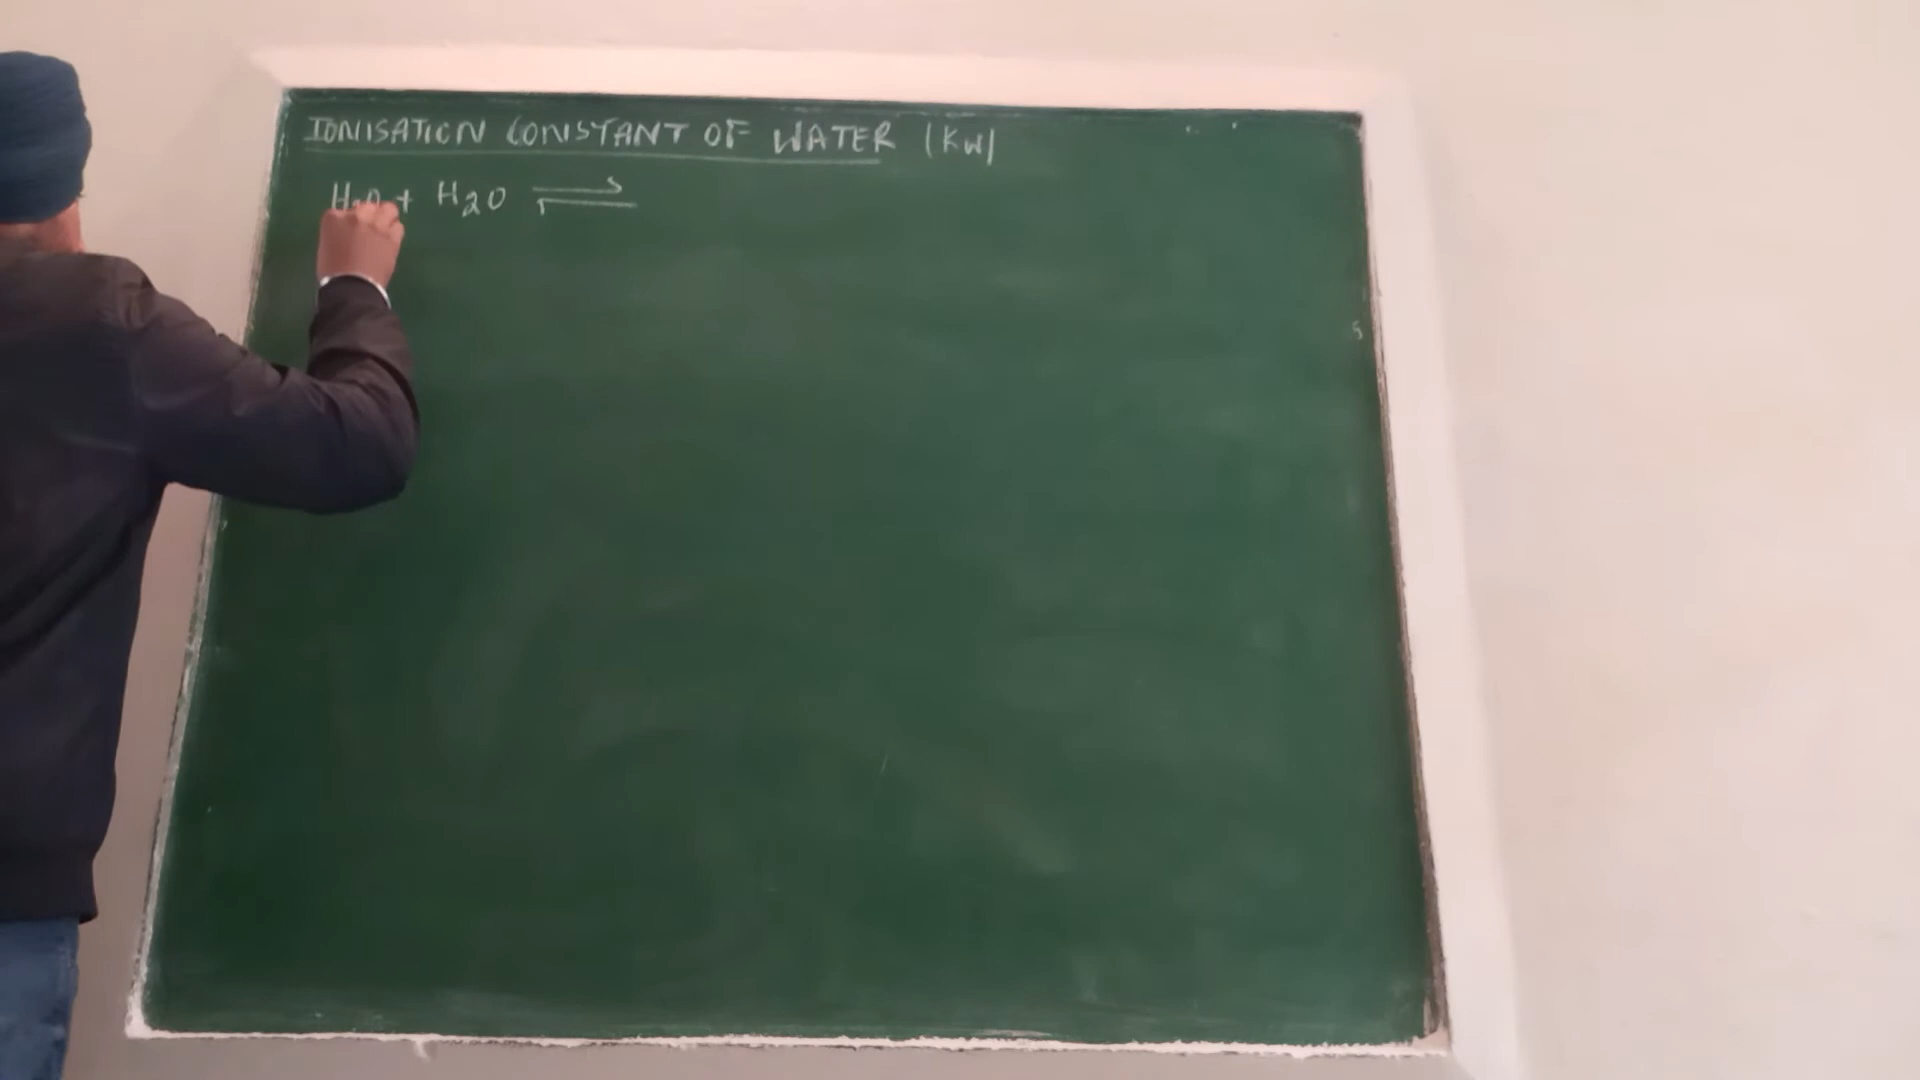 IONISATION CONSTANT OF WATER (KW)
H2O + H2O ⇌